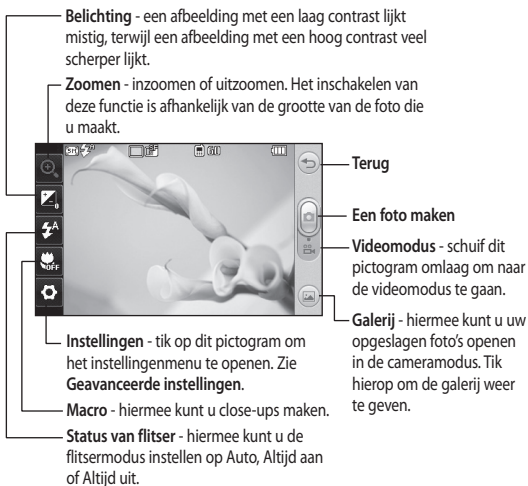 Belichting - een afbeelding met een laag contrast lijkt
mistig, terwijl een afbeelding met een hoog contrast veel
scherper lijkt.
Zoomen - inzoomen of uitzoomen. Het inschakelen van
deze functie is afhankelijk van de grootte van de foto die
u maakt.
Terug
Een foto maken
Videomodus - schuif dit
pictogram omlaag om naar
de videomodus te gaan.
Galerij - hiermee kunt u uw
opgeslagen foto's openen
in de cameramodus. Tik
hierop om de galerij weer
te geven.
Instellingen - tik op dit pictogram om
het instellingenmenu te openen. Zie
Geavanceerde instellingen.
Macro - hiermee kunt u close-ups maken.
Status van flitser - hiermee kunt u de
flitsermodus instellen op Auto, Altijd aan
of Altijd uit.
5M
A
SF
0
A
OFF